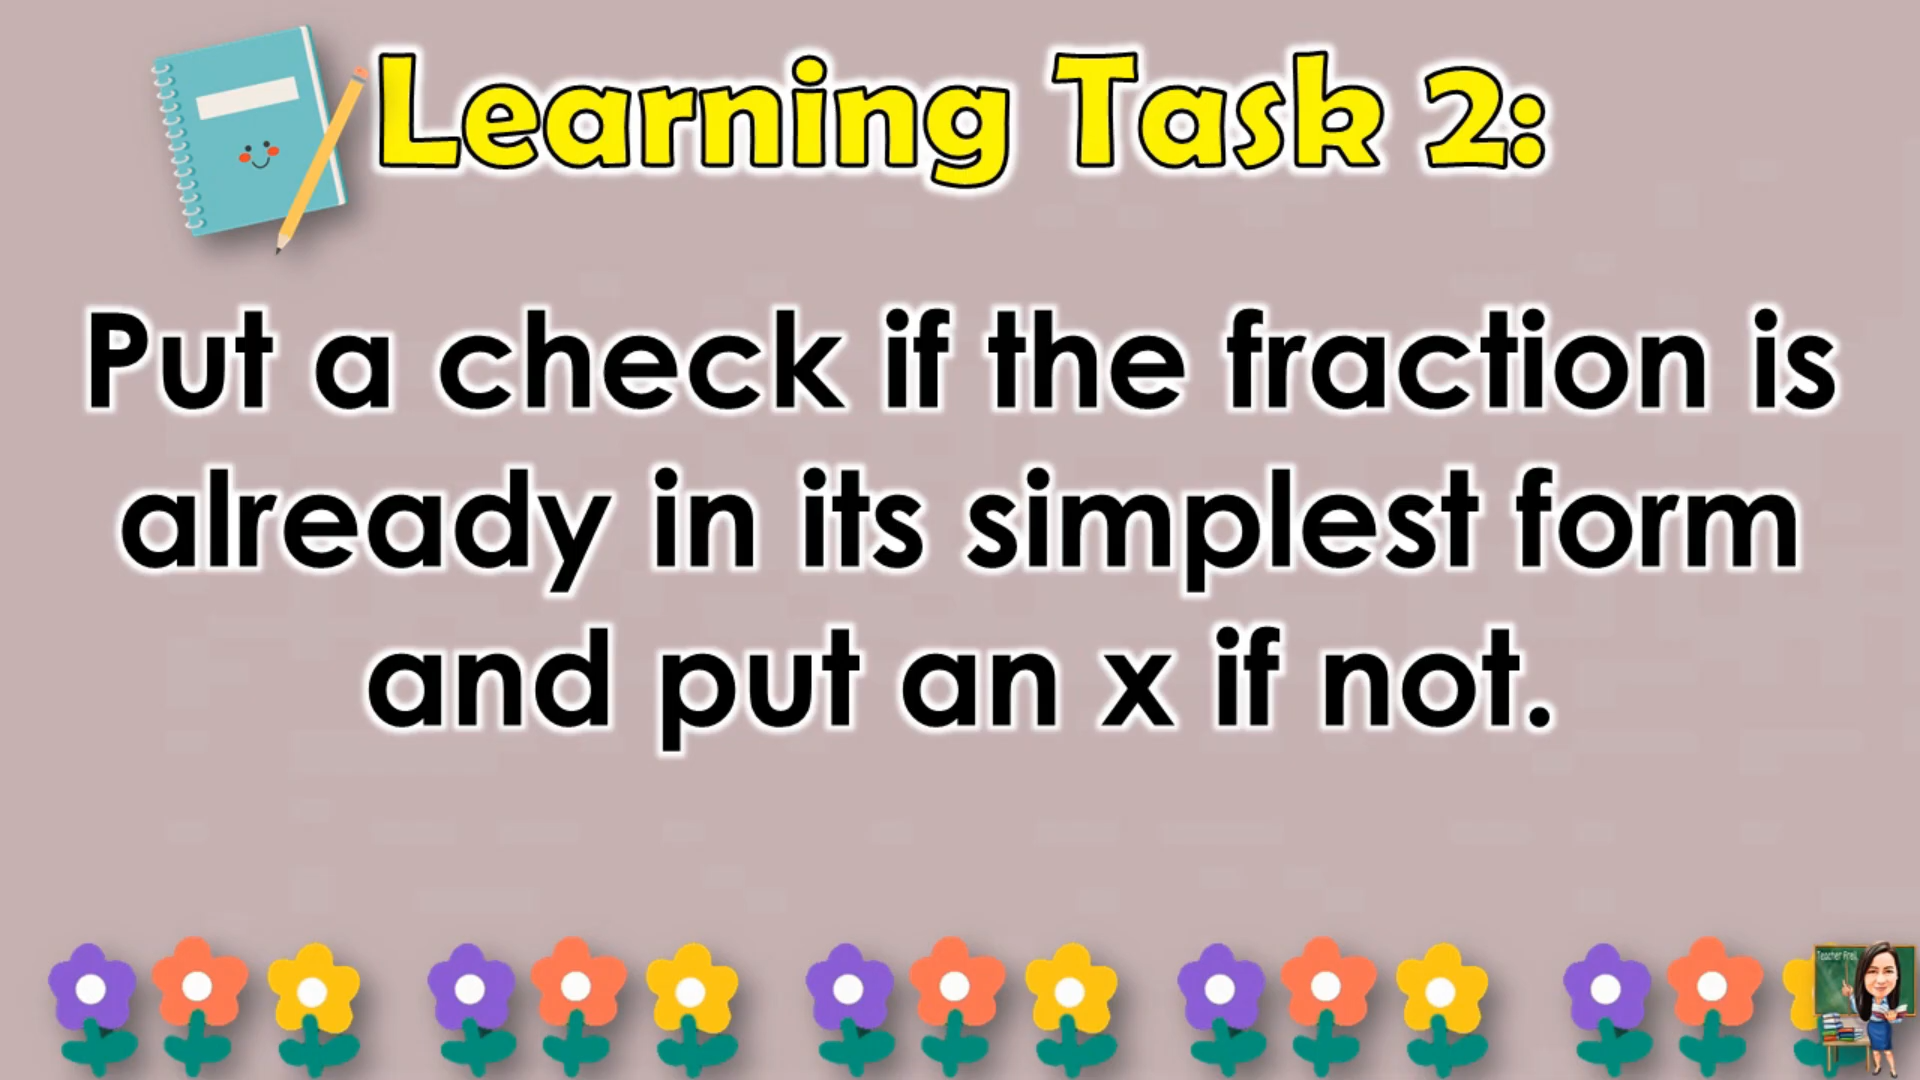 Learning Task 2:
Put a check if the fraction is
already in its simplest form
and put an x if not.